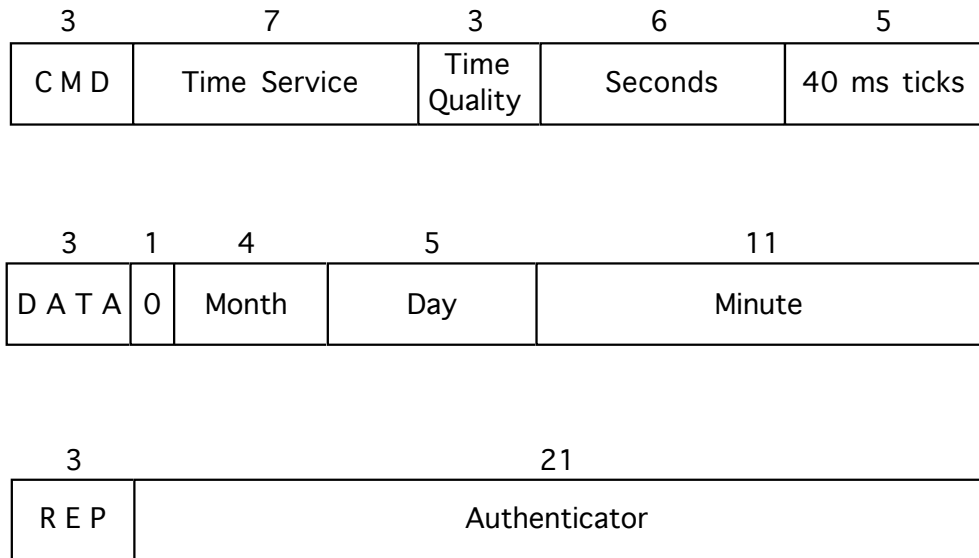 3 7 3 6 5
C M D Time Service Time Quality Seconds 40 ms ticks
3 1 4 5 11
D A T A 0 Month Day Minute
3 21
R E P Authenticator